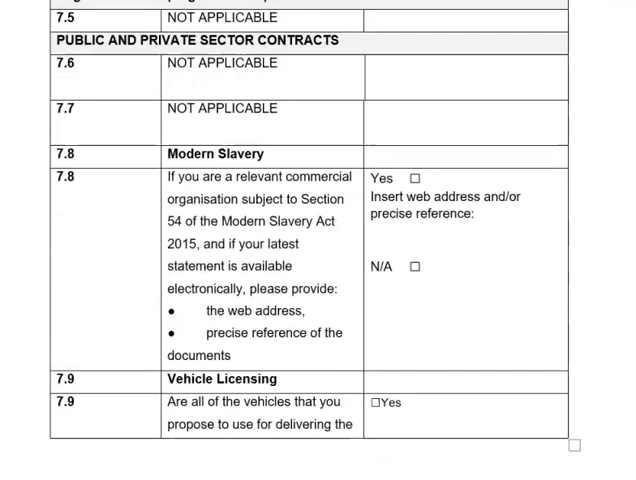 7.5 NOT APPLICABLE
PUBLIC AND PRIVATE SECTOR CONTRACTS
7.6 NOT APPLICABLE
7.7 NOT APPLICABLE
7.8 Modern Slavery
7.8 If you are a relevant commercial
organisation subject to Section
54 of the Modern Slavery Act
2015, and if your latest
statement is available
electronically, please provide:
● the web address,
● precise reference of the
documents
Yes ☐
Insert web address and/or
precise reference:
N/A ☐
7.9 Vehicle Licensing
7.9 Are all of the vehicles that you
propose to use for delivering the
☐Yes